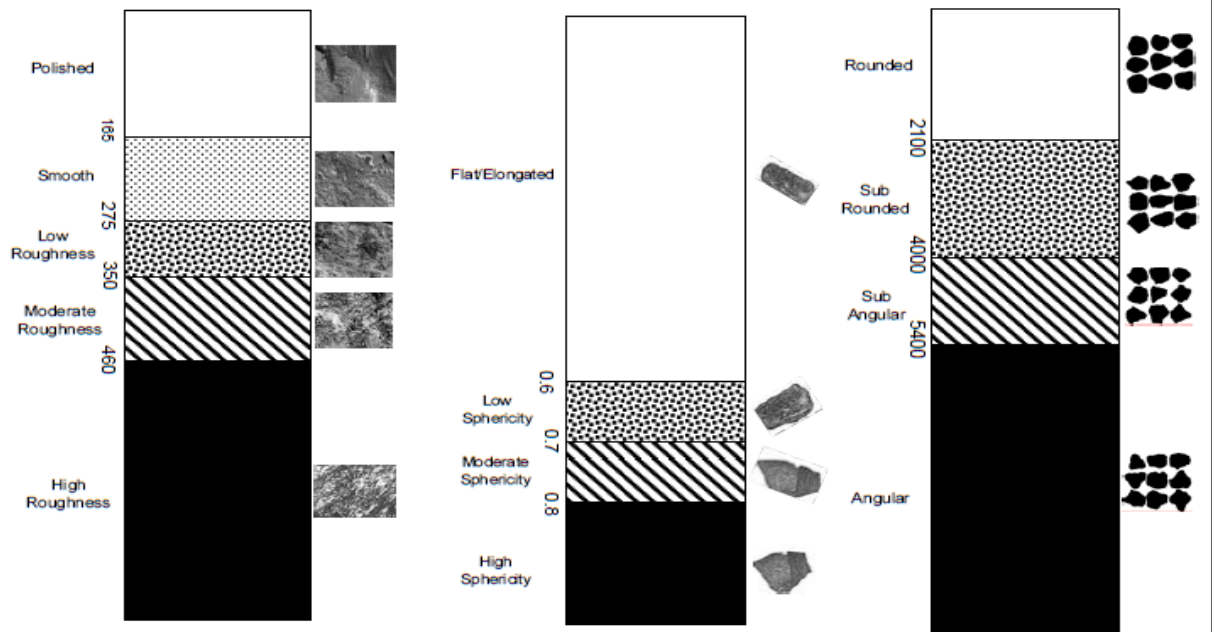 Polished
165
Smooth
275
Low
Roughness
350
Moderate
Roughness
460
High
Roughness
Flat/Elongated
0.6
Low
Sphericity
0.7
Moderate
Sphericity
0.8
High
Sphericity
Rounded
2100
Sub
Rounded
4000
Sub
Angular
5400
Angular